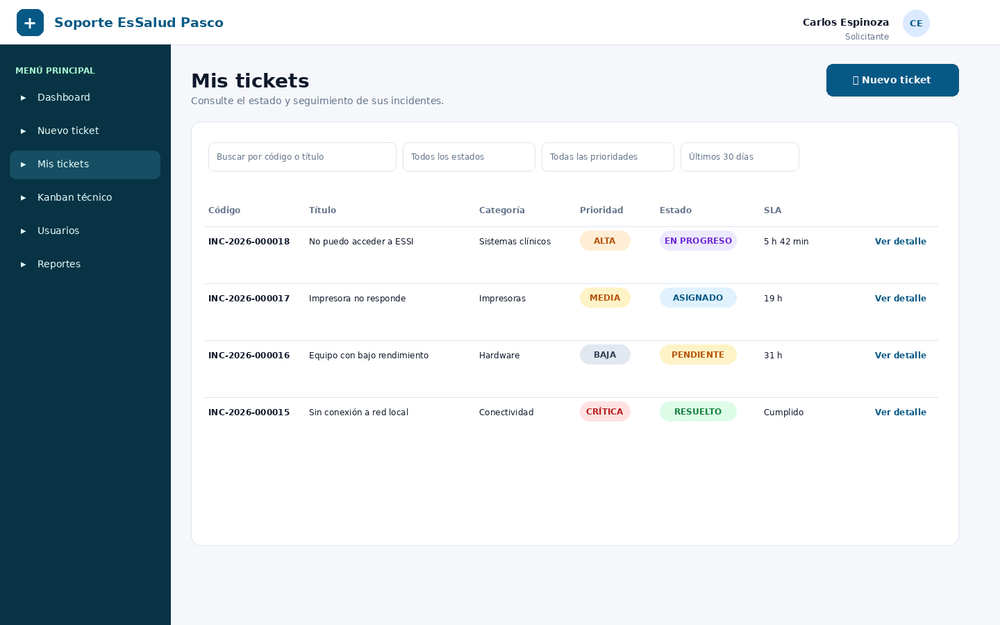 + Soporte EsSalud Pasco
Carlos Espinoza
Solicitante
CE
MENÚ PRINCIPAL
Dashboard
Nuevo ticket
Mis tickets
Kanban técnico
Usuarios
Reportes
Mis tickets
Consulte el estado y seguimiento de sus incidentes.
Nuevo ticket
Buscar por código o título Todos los estados Todas las prioridades Últimos 30 días
Código Título Categoría Prioridad Estado SLA
INC-2026-000018 No puedo acceder a ESSI Sistemas clínicos ALTA EN PROGRESO 5 h 42 min Ver detalle
INC-2026-000017 Impresora no responde Impresoras MEDIA ASIGNADO 19 h Ver detalle
INC-2026-000016 Equipo con bajo rendimiento Hardware BAJA PENDIENTE 31 h Ver detalle
INC-2026-000015 Sin conexión a red local Conectividad CRÍTICA RESUELTO Cumplido Ver detalle